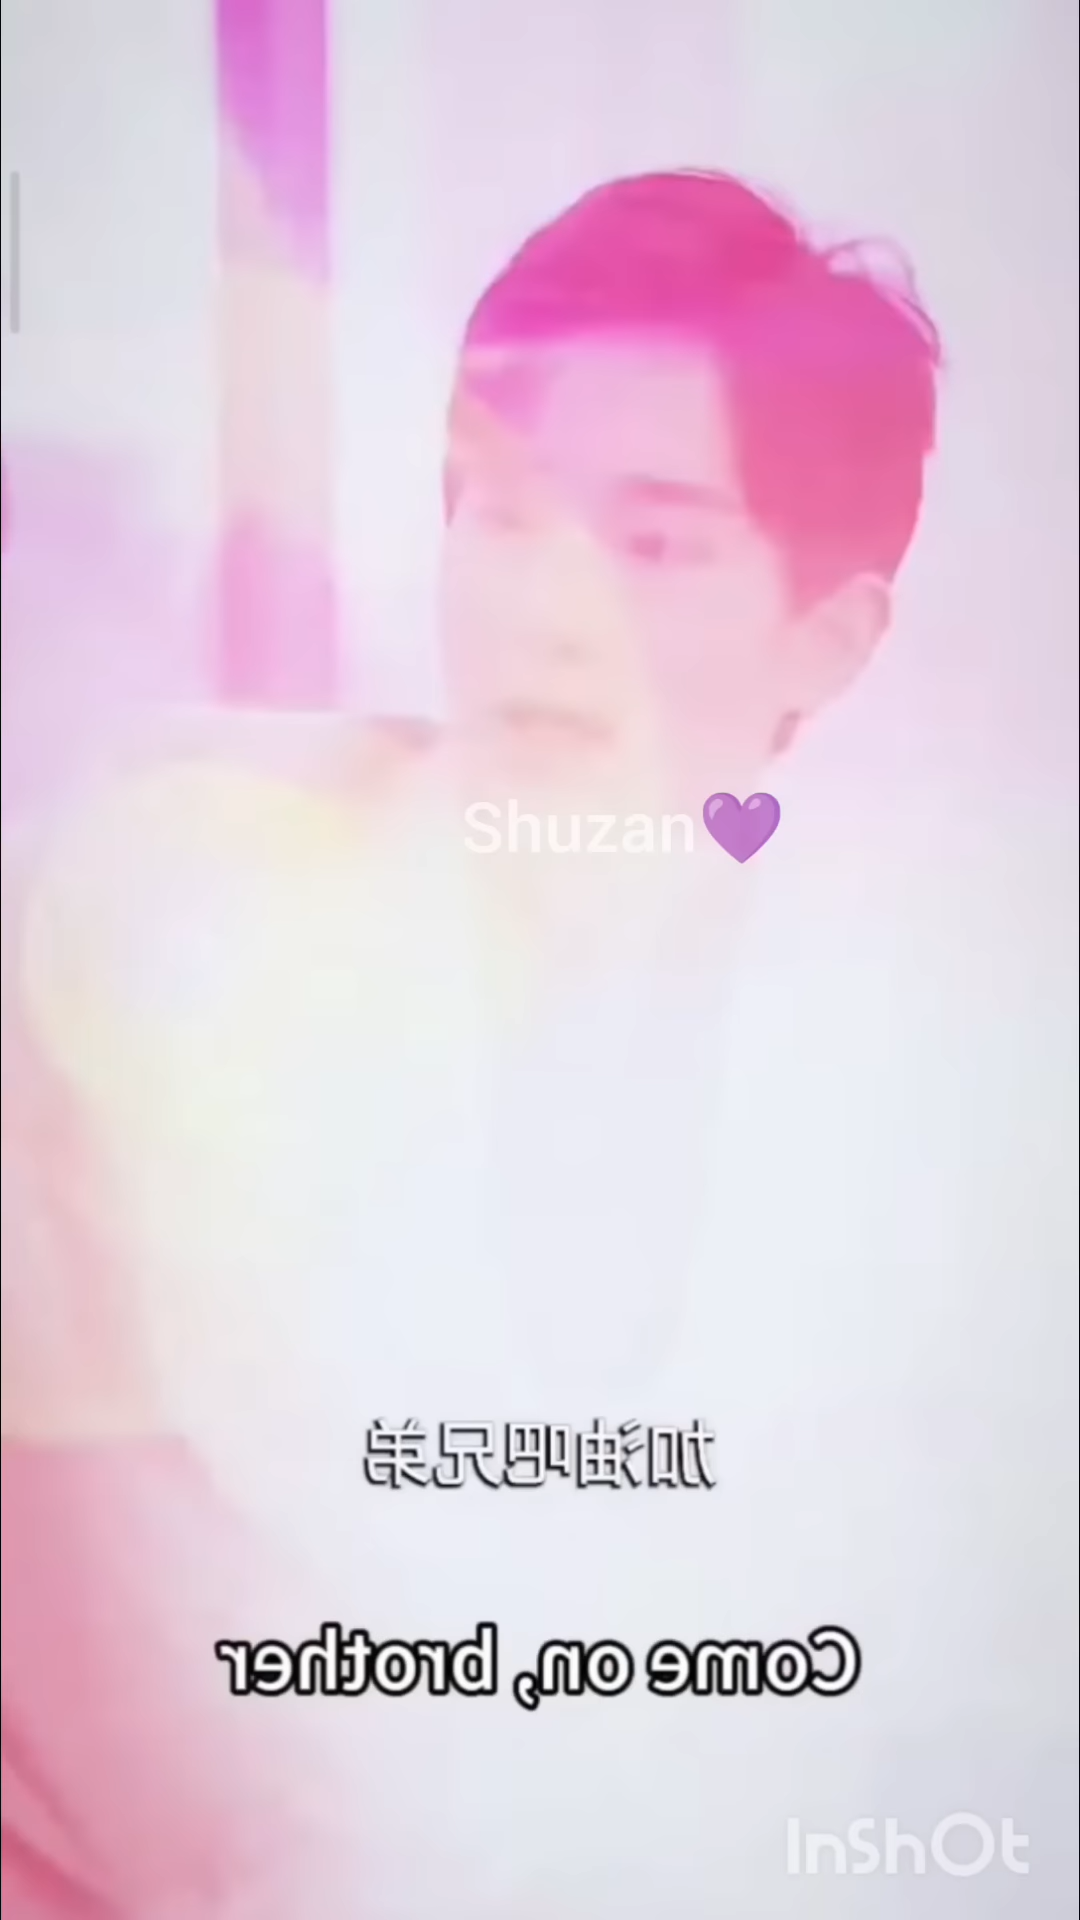 Shuzan💜
加油吧兄弟
Come on, brother
InShOt